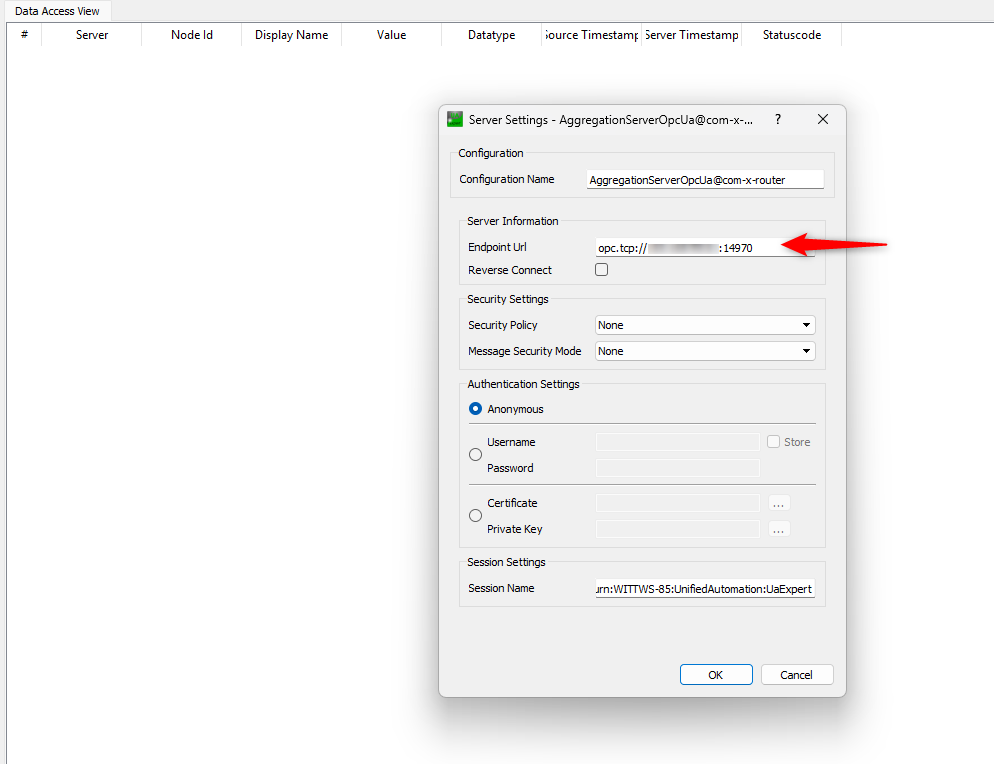 Data Access View
# Server Node Id Display Name Value Datatype Source Timestamp Server Timestamp Statuscode
Server Settings - AggregationServerOpcUa@com-x-... ?
Configuration
Configuration Name AggregationServerOpcUa@com-x-router
Server Information
Endpoint Url opc.tcp:// :14970
Reverse Connect
Security Settings
Security Policy None
Message Security Mode None
Authentication Settings
Anonymous
Username Store
Password
Certificate ...
Private Key ...
Session Settings
Session Name urn:WITTWS-85:UnifiedAutomation:UaExpert
OK Cancel